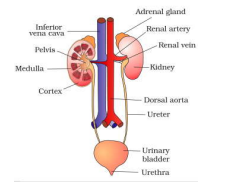 Adrenal gland
Inferior
vena cava
Renal artery
Renal vein
Pelvis
Medulla
Kidney
Cortex
Dorsal aorta
Ureter
Urinary
bladder
Urethra